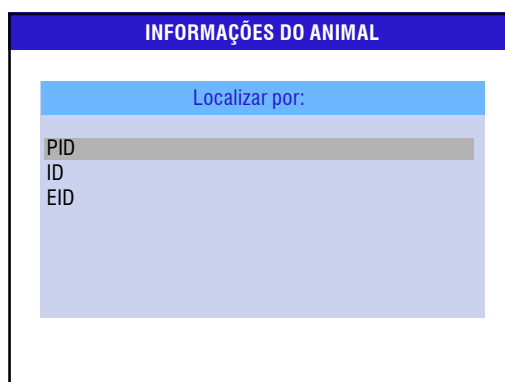 INFORMAÇÕES DO ANIMAL
Localizar por:
PID
ID
EID